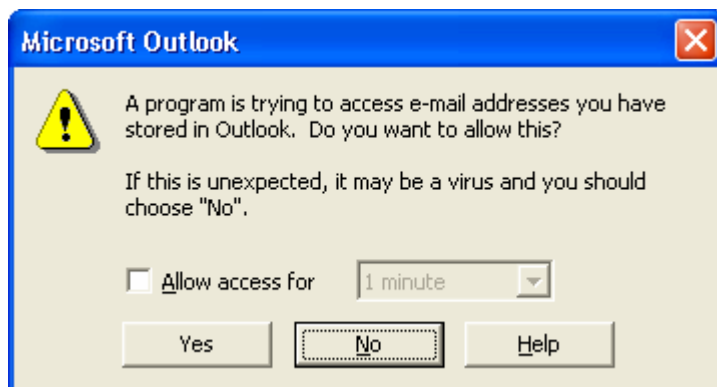 Microsoft Outlook
A program is trying to access e-mail addresses you have
stored in Outlook. Do you want to allow this?
If this is unexpected, it may be a virus and you should
choose "No".
Allow access for 1 minute
Yes No Help